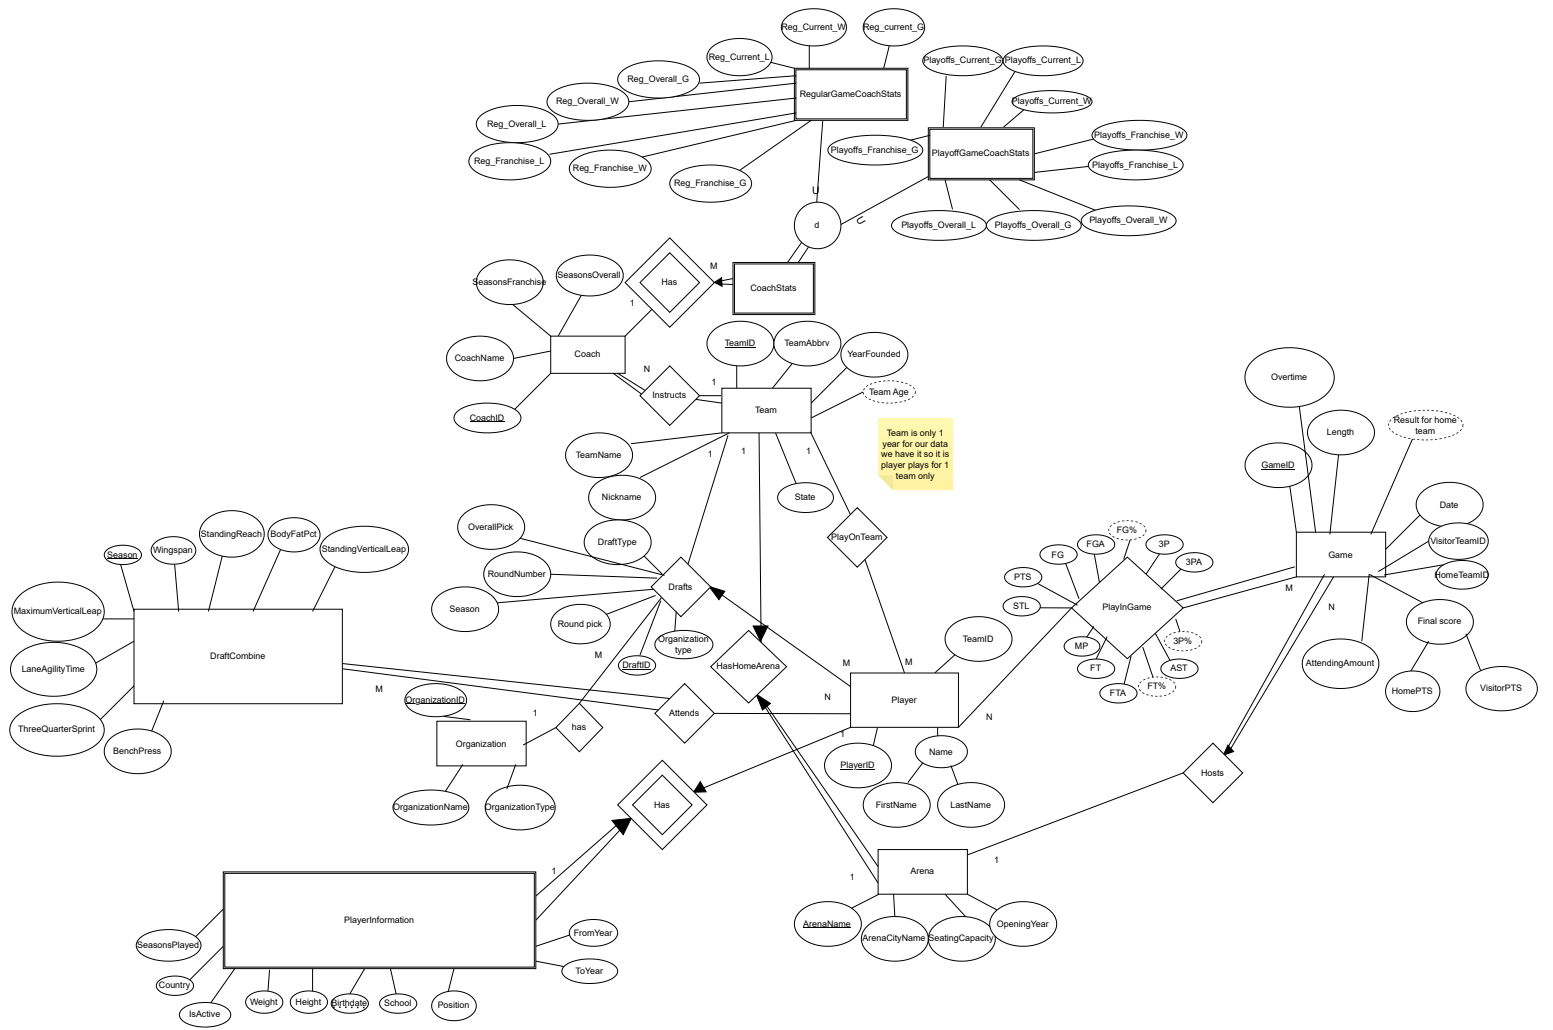 Reg_Current_W
Reg_current_G
Reg_Current_L
Playoffs_Current_G
Playoffs_Current_L
Reg_Overall_G
RegularGameCoachStats
Reg_Overall_W
Playoffs_Current_W
Reg_Overall_L
Playoffs_Franchise_W
Playoffs_Franchise_G
PlayoffGameCoachStats
Reg_Franchise_L
Reg_Franchise_W
Playoffs_Franchise_L
Reg_Franchise_G
U
U
d
Playoffs_Overall_L
Playoffs_Overall_G
Playoffs_Overall_W
M
SeasonsFranchise
SeasonsOverall
Has
CoachStats
1
TeamID
TeamAbbrv
CoachName
Coach
YearFounded
N
1
Instructs
Team Age
Team
CoachID
Overtime
Team is only 1
year for our data
we have it so it is
player plays for 1
team only
Length
Result for home
team
TeamName
1
1
1
GameID
Nickname
State
OverallPick
Date
DraftType
StandingReach
BodyFatPct
PlayOnTeam
FG%
VisitorTeamID
Season
Wingspan
StandingVerticalLeap
FG
FGA
3P
Game
3PA
RoundNumber
PTS
HomeTeamID
Drafts
M
N
MaximumVerticalLeap
Season
STL
PlayInGame
Round pick
Final score
Organization
type
TeamID
3P%
MP
DraftCombine
M
DraftID
HasHomeArena
M
M
FT
AST
AttendingAmount
LaneAgilityTime
FTA
FT%
HomePTS
VisitorPTS
M
OrganizationID
N
Player
1
Attends
N
ThreeQuarterSprint
has
1
BenchPress
Organization
Name
PlayerID
Hosts
OrganizationName
OrganizationType
Has
FirstName
LastName
1
1
1
Arena
PlayerInformation
ArenaName
OpeningYear
SeasonsPlayed
FromYear
ArenaCityName
SeatingCapacity
ToYear
Country
Weight
Height
Birthdate
School
Position
IsActive